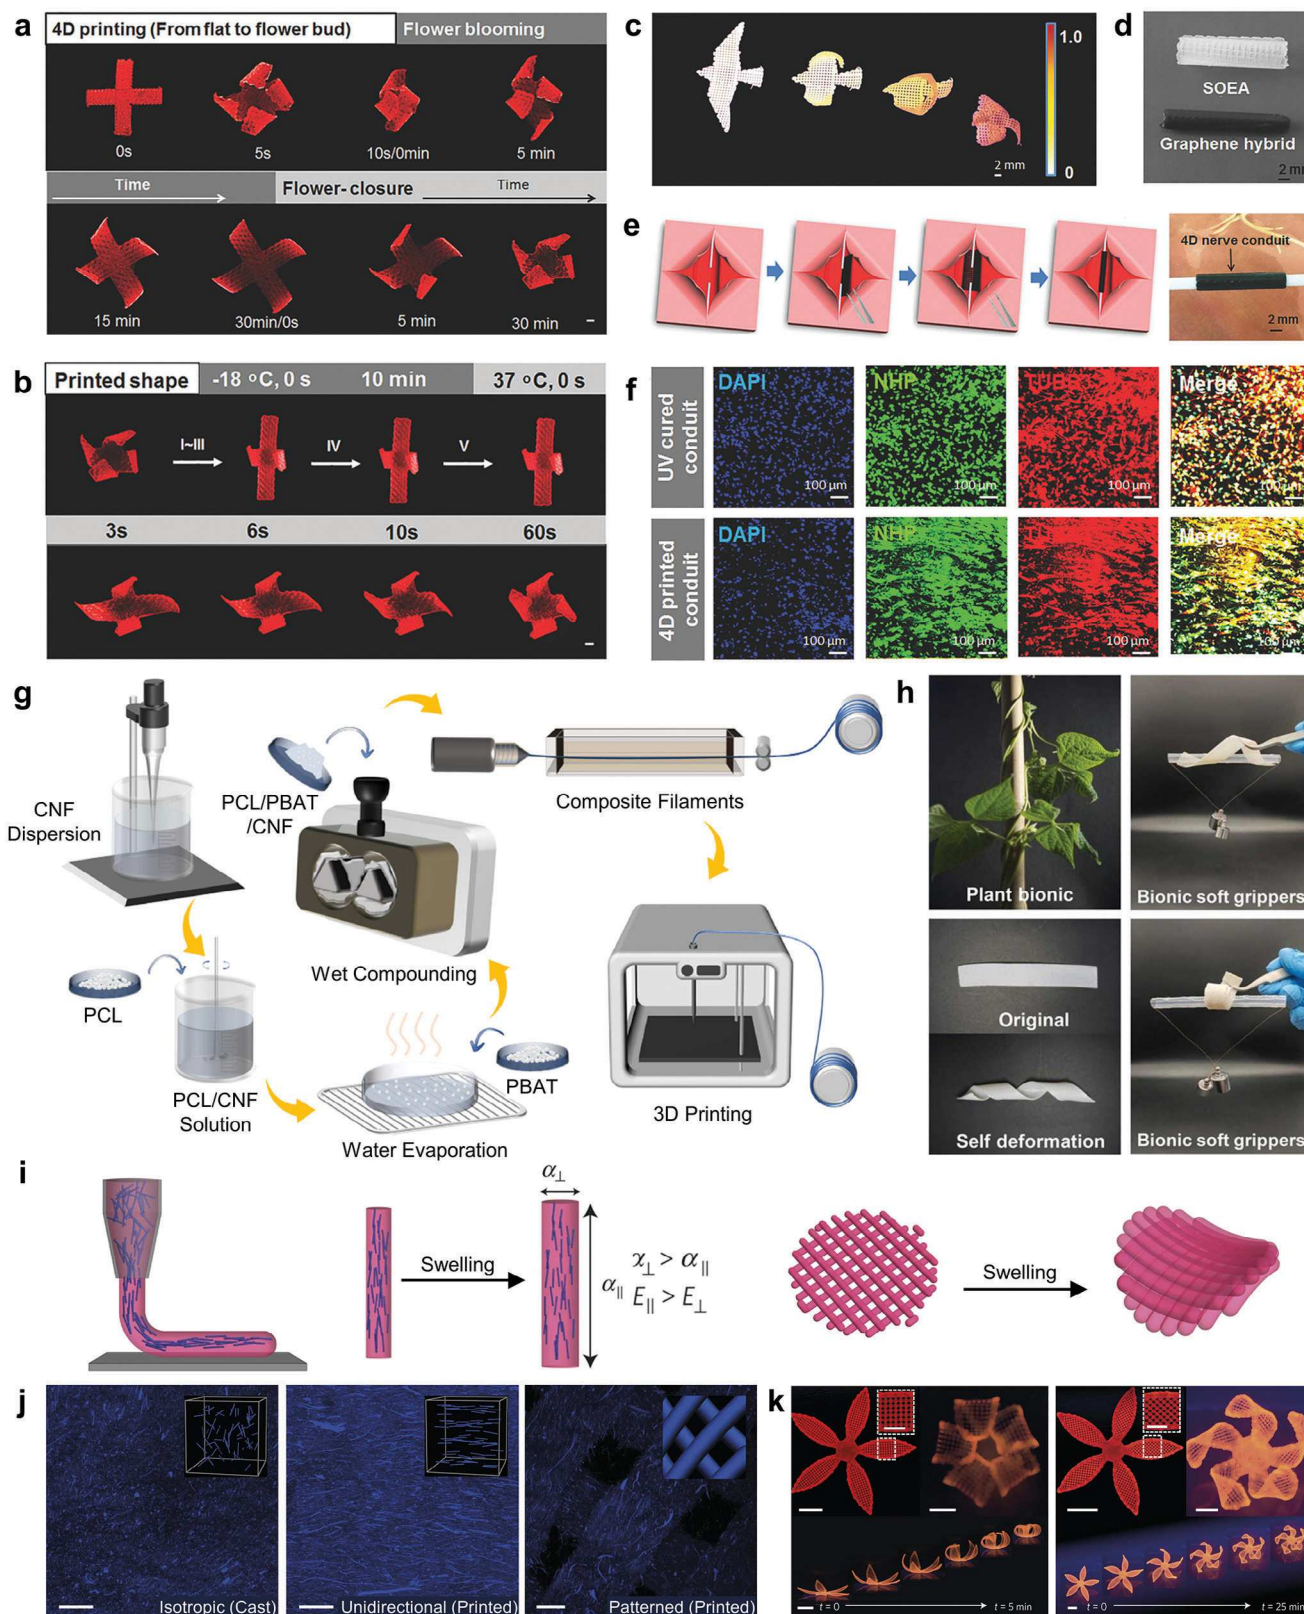 a
4D printing (From flat to flower bud)
Flower blooming
0s
5s
10s/0min
5 min
Time
Flower- closure
Time
15 min
30min/0s
5 min
30 min
b
Printed shape
-18 °C, 0 s
10 min
37 °C, 0 s
I~III
IV
V
3s
6s
10s
60s
c
1.0
0
2 mm
d
SOEA
Graphene hybrid
2 mm
e
4D nerve conduit
2 mm
f
UV cured
conduit
DAPI
NHP
Merge
100 μm
100 μm
100 μm
100 μm
4D printed
conduit
DAPI
NHP
Merge
100 μm
100 μm
100 μm
100 μm
g
CNF
Dispersion
PCL
PCL/CNF
Solution
Water Evaporation
PBAT
Wet Compounding
PCL/PBAT
/CNF
Composite Filaments
3D Printing
h
Plant bionic
Bionic soft grippers
Original
Self deformation
Bionic soft grippers
i
Swelling
α⊥
α||
χ⊥ > α||
E|| > E⊥
Swelling
j
Isotropic (Cast)
Unidirectional (Printed)
Patterned (Printed)
k
t = 0
t = 5 min
t = 0
t = 25 min